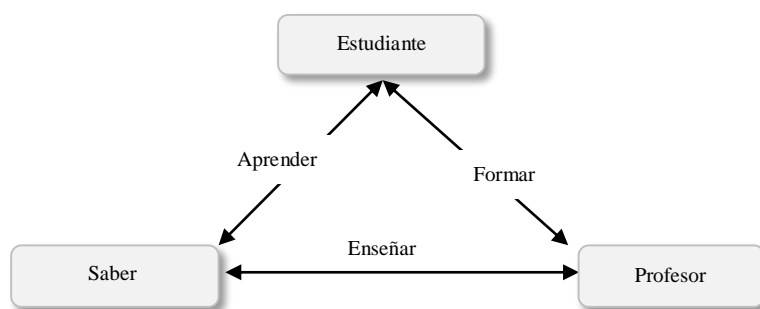 Estudiante
Aprender
Formar
Enseñar
Saber
Profesor